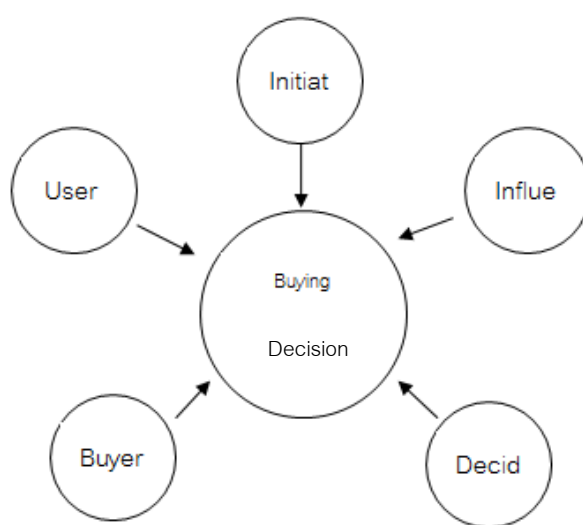 Initiat
User
Influe
Buying
Decision
Buyer
Decid